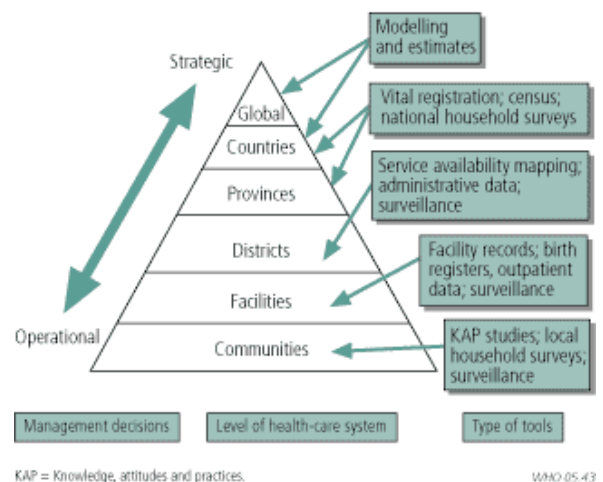 Strategic
Modelling
and estimates
Global
Vital registration; census;
national household surveys
Countries
Provinces
Service availability mapping;
administrative data;
surveillance
Districts
Facility records; birth
registers, outpatient
data; surveillance
Facilities
Operational
Communities
KAP studies; local
household surveys;
surveillance
Management decisions
Level of health-care system
Type of tools
KAP = Knowledge, attitudes and practices.
WHO 05.43